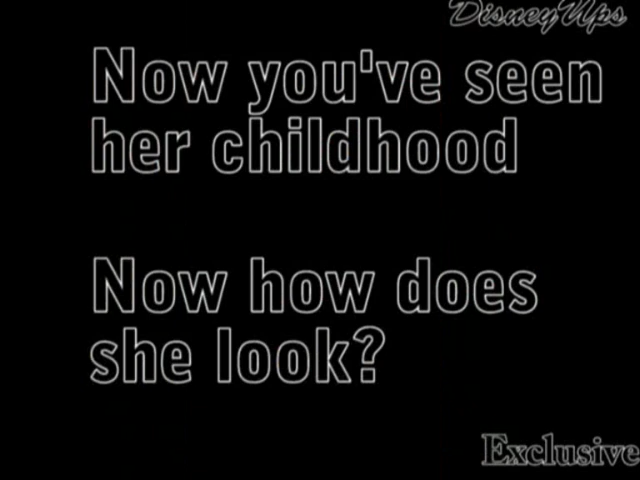 DisneyUps
Now you've seen
her childhood
Now how does
she look?
Exclusive